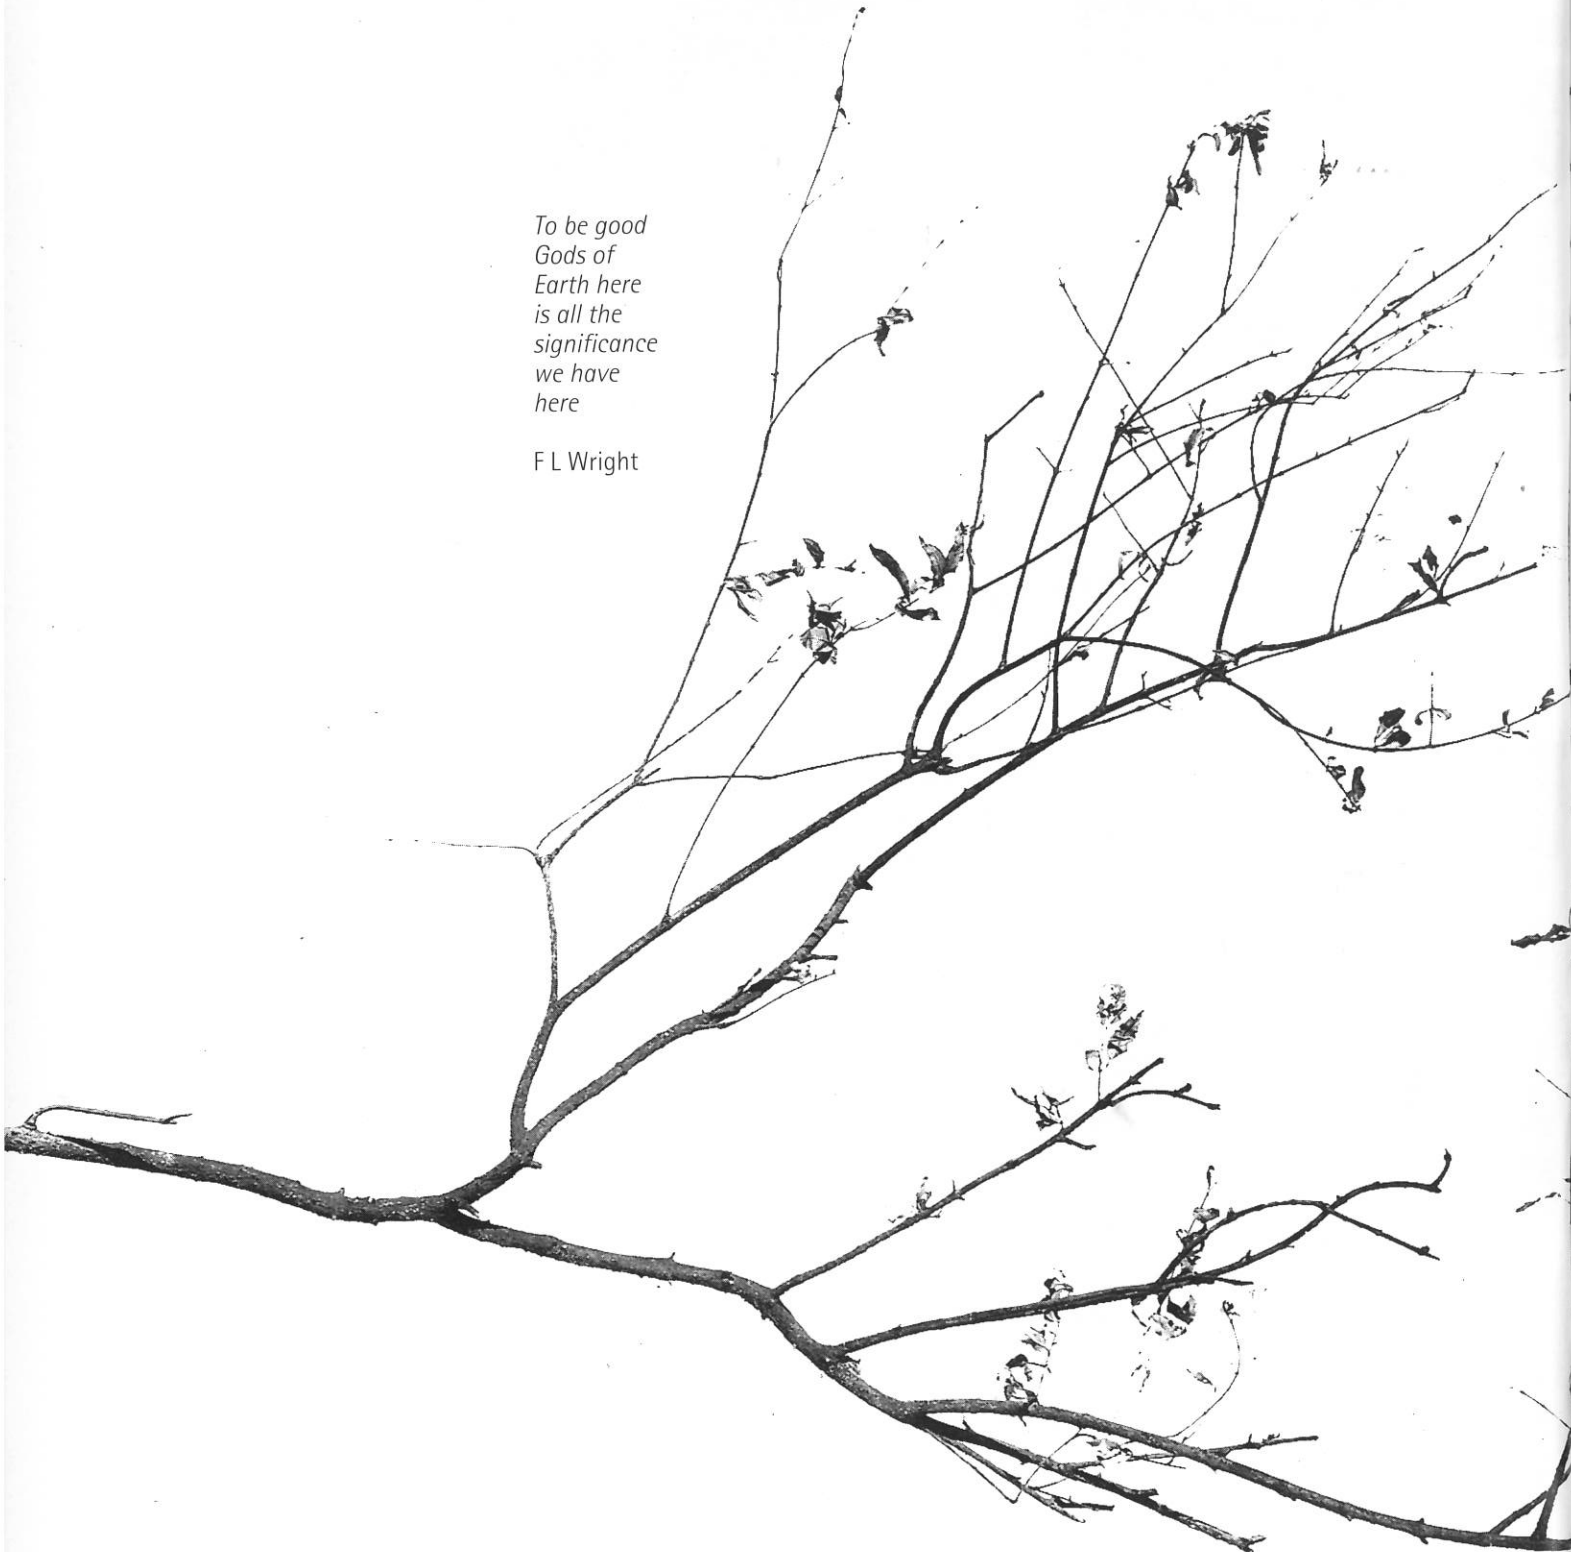 To be good
Gods of
Earth here
is all the
significance
we have
here
F L Wright